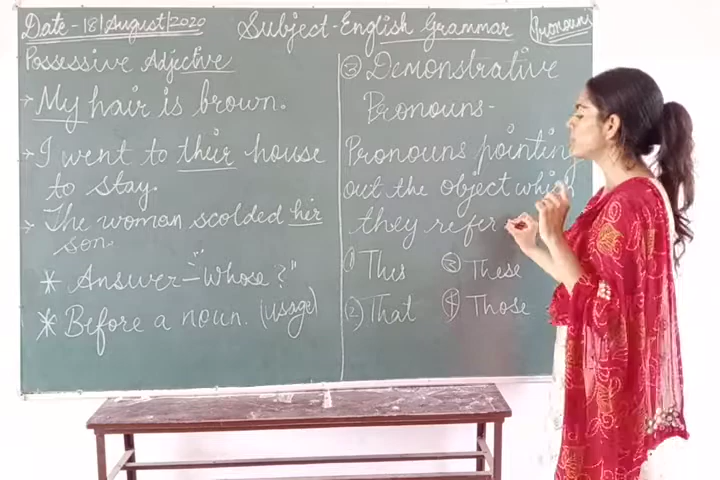 Date - 18/August/2020
Subject - English Grammar
Pronouns
Possessive Adjective
→ My hair is brown.
→ I went to their house
to stay.
→ The woman scolded her
son.
* Answer - "Whose?"
* Before a noun. (usage)
Demonstrative
Pronouns -
Pronouns pointing
out the object which
they refer
① This ③ These
② That ④ Those